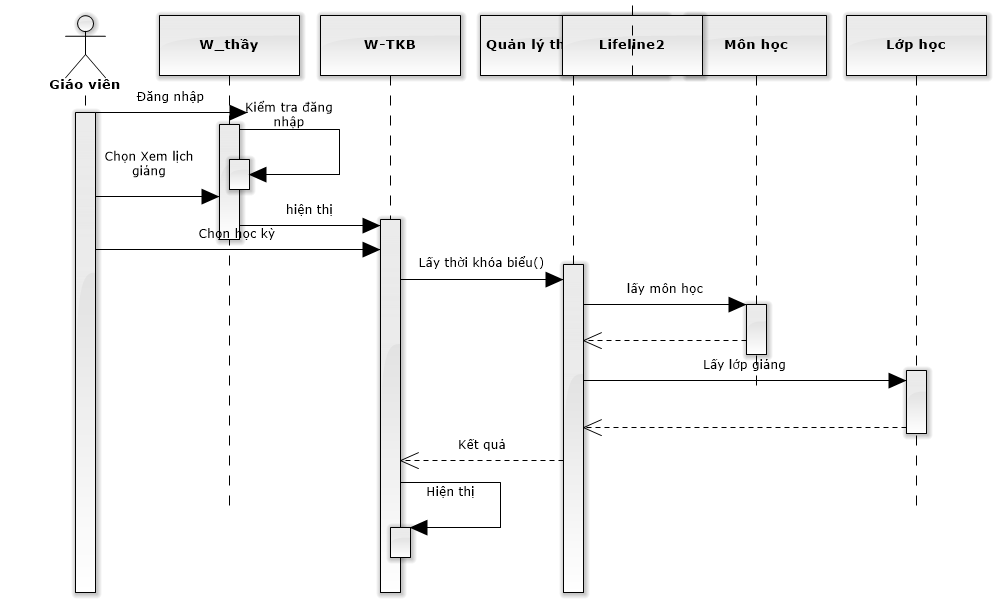 W_thầy
W-TKB
Quản lý th
Lifeline2
Môn học
Lớp học
Giáo viên
Đăng nhập
Kiểm tra đăng
nhập
Chọn Xem lịch
giảng
hiện thị
Chọn học kỳ
Lấy thời khóa biểu()
lấy môn học
Lấy lớp giảng
Kết quả
Hiện thị